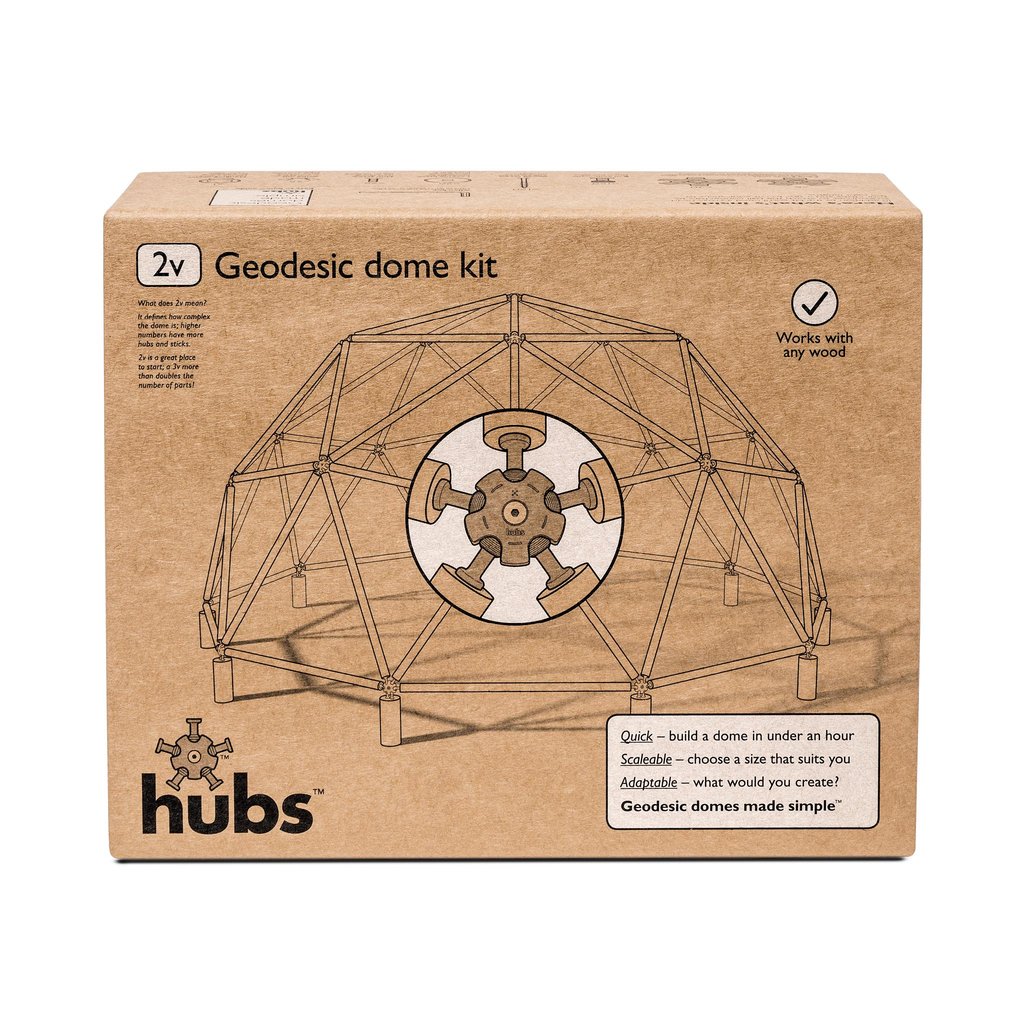 2v Geodesic dome kit
What does 2v mean?
It defines how complex
the dome is; higher
numbers have more
hubs and sticks.
2v is a great place
to start; a 3v more
than doubles the
number of parts!
Works with
any wood
hubs
TM
hubs™
Quick – build a dome in under an hour
Scaleable – choose a size that suits you
Adaptable – what would you create?
Geodesic domes made simple™